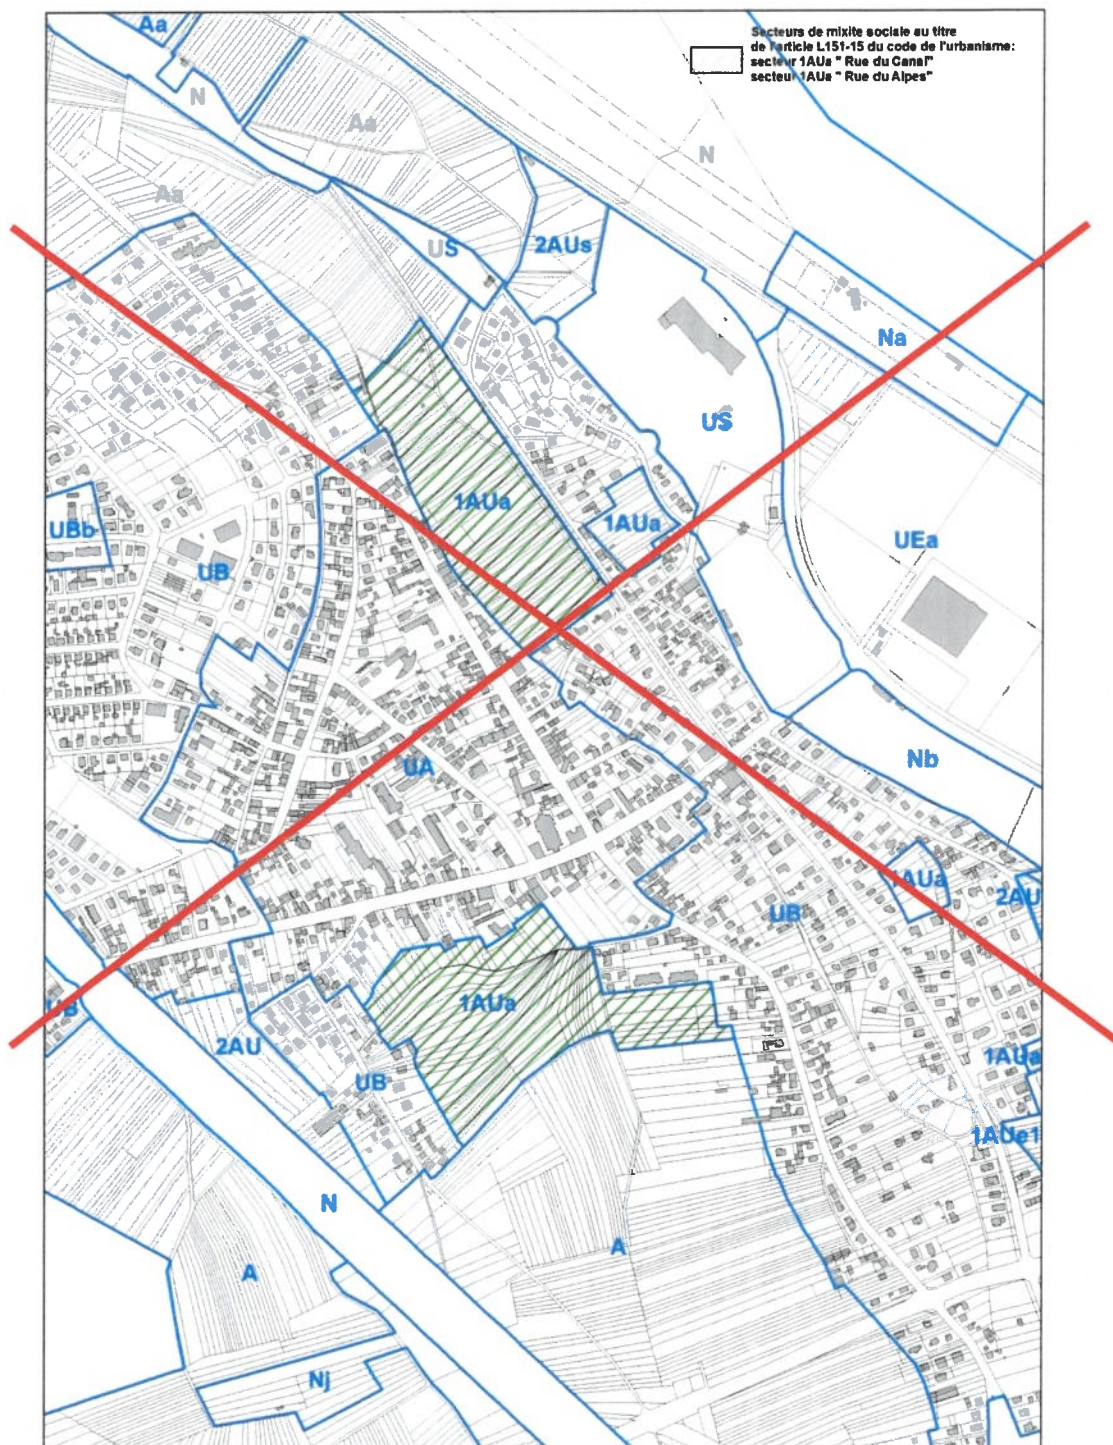 Secteurs de mixite sociale au titre
de l'article L151-15 du code de l'urbanisme:
secteur 1AUa " Rue du Canal"
secteur 1AUa " Rue du Alpes"
Aa
N
Aa
N
Aa
US
2AUs
Na
US
1AUa
1AUa
UBb
UEa
UB
UA
Nb
1AUa
2AU
UB
1AUa
UB
2AU
1AUa
UB
1AUe1
N
A
A
Nj